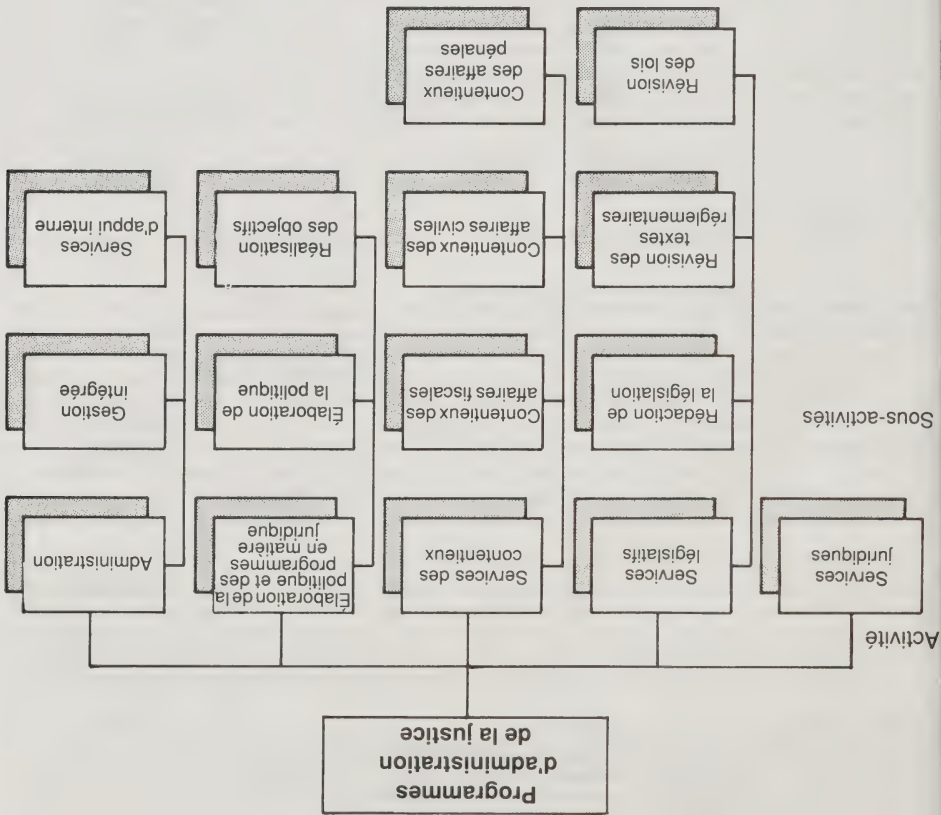 Programmes
d'administration
de la justice
Activité
Services
juridiques
Services
législatifs
Services des
contentieux
Élaboration de la
politique et des
programmes
en matière
juridique
Administration
Sous-activités
Rédaction de
la législation
Contentieux des
affaires fiscales
Élaboration de
la politique
Gestion
intégrée
Révision des
textes
réglementaires
Contentieux des
affaires civiles
Réalisation
des objectifs
Services
d'appui interne
Révision
des lois
Contentieux
des affaires
pénales